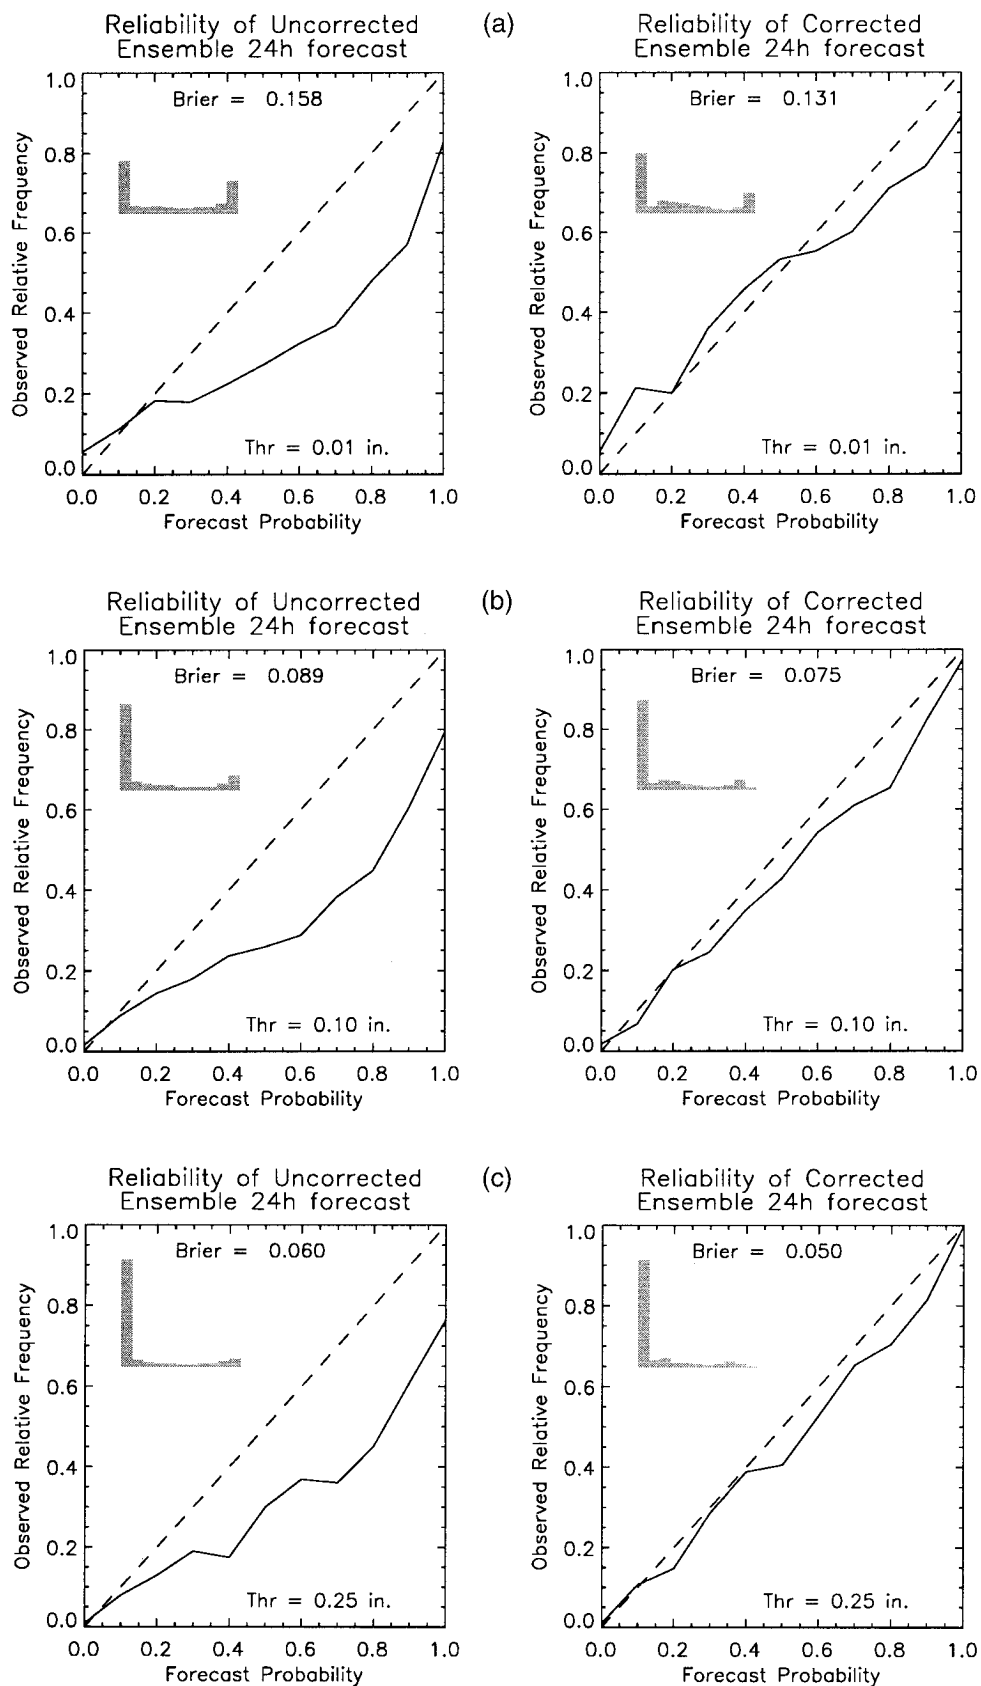 (a)
Reliability of Uncorrected
Ensemble 24h forecast
Brier = 0.158
Observed Relative Frequency
1.0
0.8
0.6
0.4
0.2
0.0
Thr = 0.01 in.
0.0 0.2 0.4 0.6 0.8 1.0
Forecast Probability
Reliability of Corrected
Ensemble 24h forecast
Brier = 0.131
Observed Relative Frequency
1.0
0.8
0.6
0.4
0.2
0.0
Thr = 0.01 in.
0.0 0.2 0.4 0.6 0.8 1.0
Forecast Probability
(b)
Reliability of Uncorrected
Ensemble 24h forecast
Brier = 0.089
Observed Relative Frequency
1.0
0.8
0.6
0.4
0.2
0.0
Thr = 0.10 in.
0.0 0.2 0.4 0.6 0.8 1.0
Forecast Probability
Reliability of Corrected
Ensemble 24h forecast
Brier = 0.075
Observed Relative Frequency
1.0
0.8
0.6
0.4
0.2
0.0
Thr = 0.10 in.
0.0 0.2 0.4 0.6 0.8 1.0
Forecast Probability
(c)
Reliability of Uncorrected
Ensemble 24h forecast
Brier = 0.060
Observed Relative Frequency
1.0
0.8
0.6
0.4
0.2
0.0
Thr = 0.25 in.
0.0 0.2 0.4 0.6 0.8 1.0
Forecast Probability
Reliability of Corrected
Ensemble 24h forecast
Brier = 0.050
Observed Relative Frequency
1.0
0.8
0.6
0.4
0.2
0.0
Thr = 0.25 in.
0.0 0.2 0.4 0.6 0.8 1.0
Forecast Probability